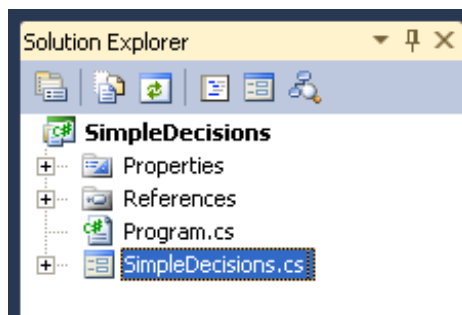 Solution Explorer
SimpleDecisions
Properties
References
Program.cs
SimpleDecisions.cs